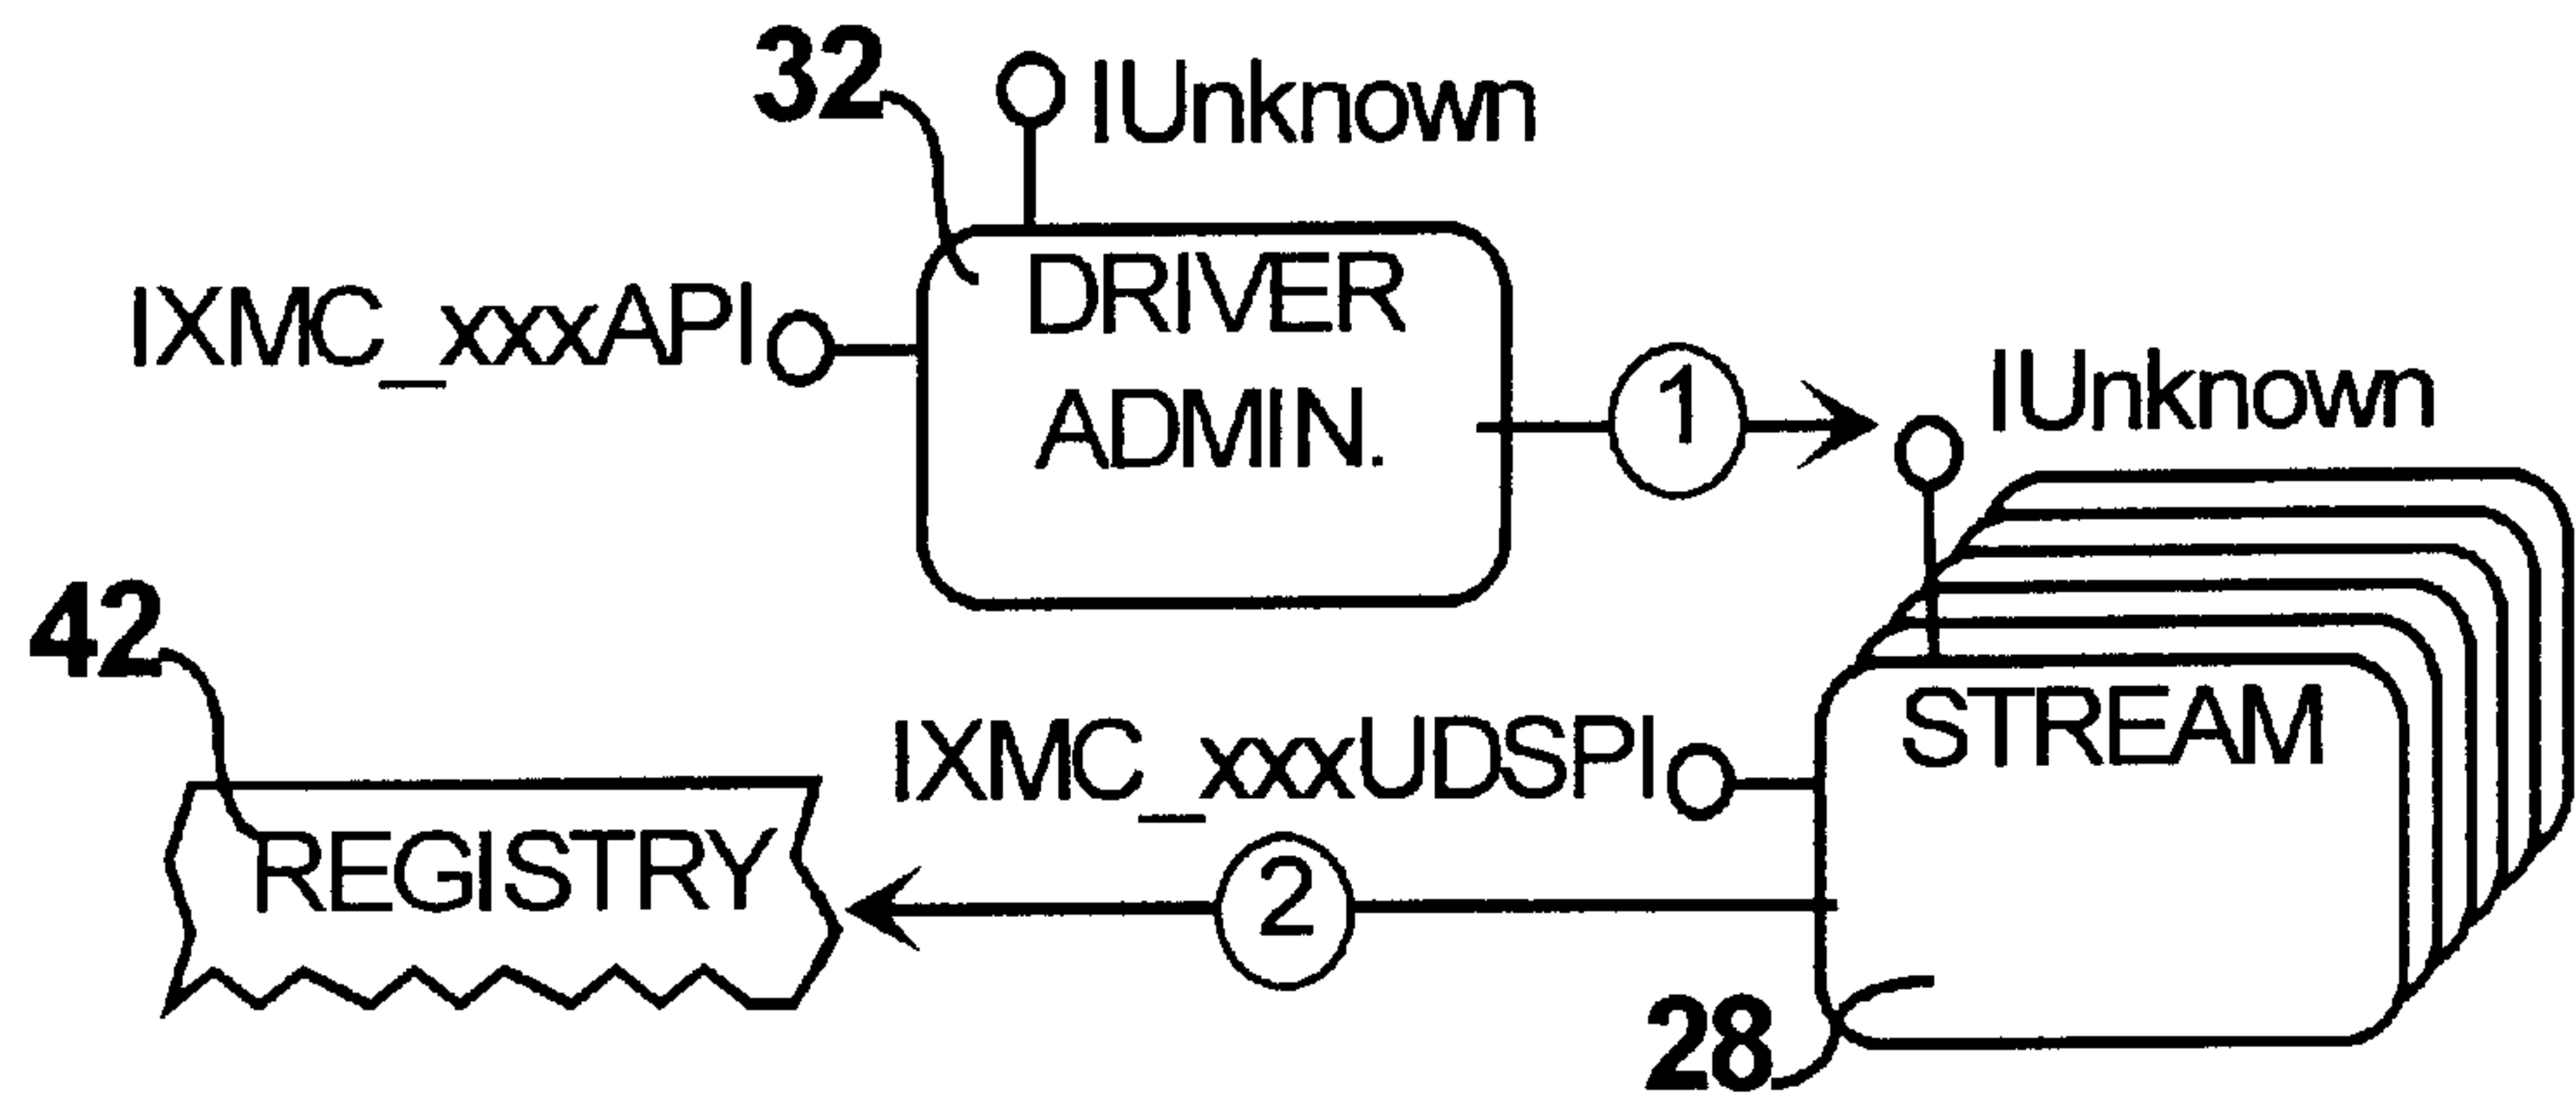 32
IUnknown
DRIVER
ADMIN.
IXMC_xxxAPI
1
IUnknown
42
STREAM
IXMC_xxxUDSPI
REGISTRY
2
28